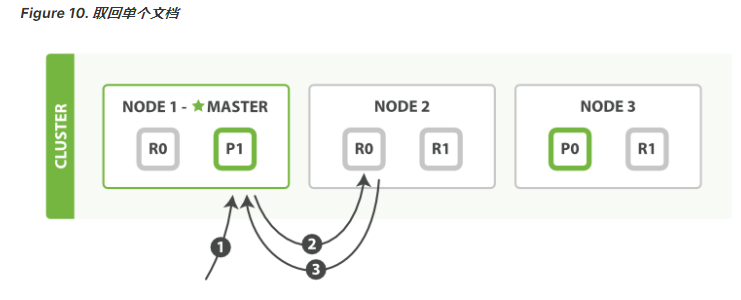 Figure 10. 取回单个文档
CLUSTER
NODE 1 - ★ MASTER
R0
P1
NODE 2
R0
R1
NODE 3
P0
R1
1
2
3